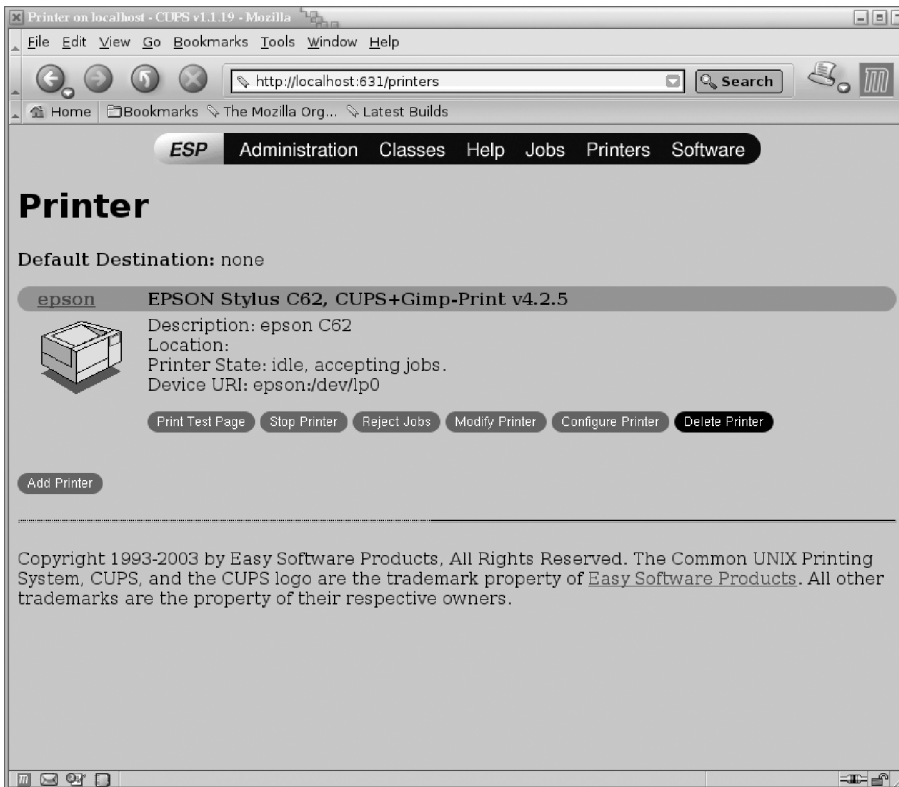 Printer on localhost - CUPS v1.1.19 - Mozilla
File Edit View Go Bookmarks Tools Window Help
http://localhost:631/printers Search
Home Bookmarks The Mozilla Org... Latest Builds
ESP Administration Classes Help Jobs Printers Software
Printer
Default Destination: none
epson EPSON Stylus C62, CUPS+Gimp-Print v4.2.5
Description: epson C62
Location:
Printer State: idle, accepting jobs.
Device URI: epson:/dev/lp0
Print Test Page Stop Printer Reject Jobs Modify Printer Configure Printer Delete Printer
Add Printer
Copyright 1993-2003 by Easy Software Products, All Rights Reserved. The Common UNIX Printing
System, CUPS, and the CUPS logo are the trademark property of Easy Software Products. All other
trademarks are the property of their respective owners.